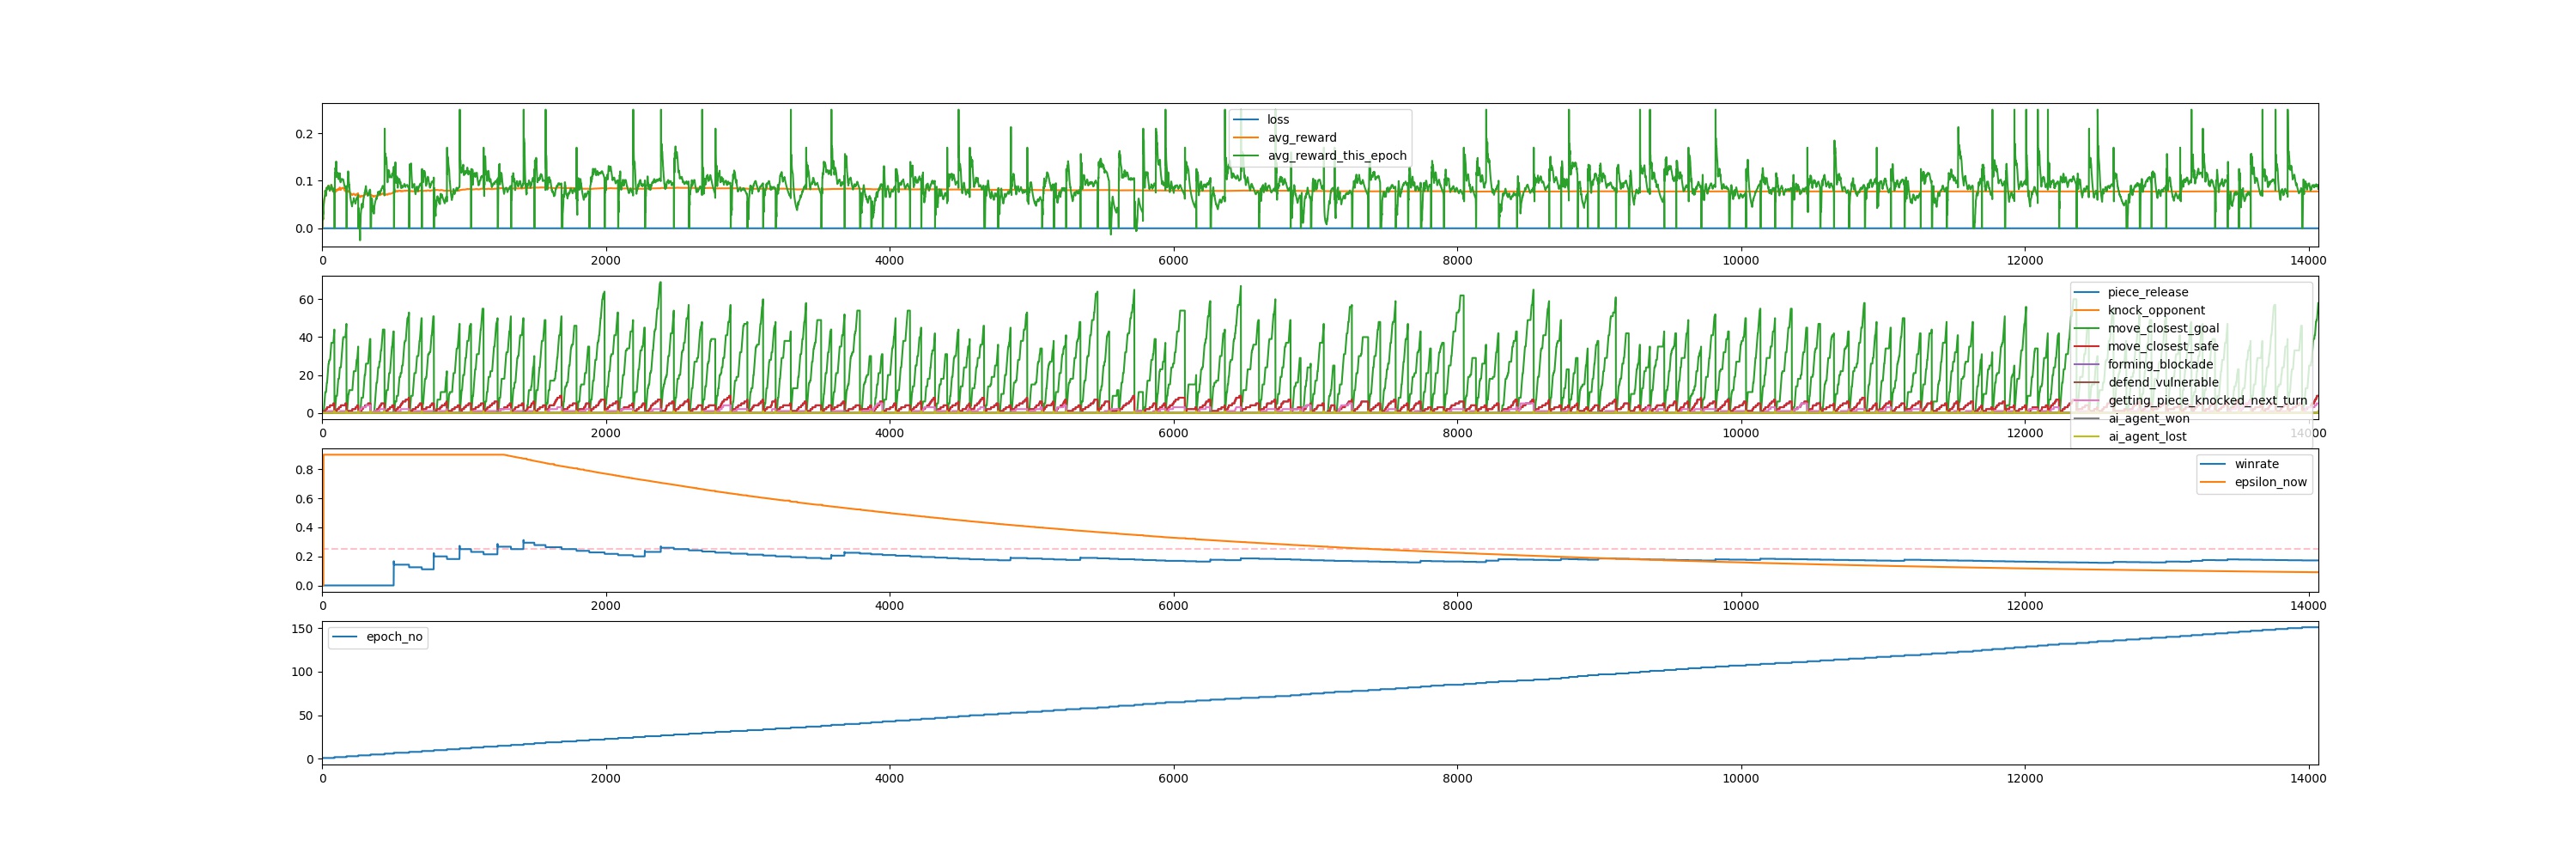 loss
avg_reward
avg_reward_this_epoch
0.2
0.1
0.0
0 2000 4000 6000 8000 10000 12000 14000
piece_release
knock_opponent
move_closest_goal
move_closest_safe
forming_blockade
defend_vulnerable
getting_piece_knocked_next_turn
ai_agent_won
ai_agent_lost
60
40
20
0
0 2000 4000 6000 8000 10000 12000 14000
winrate
epsilon_now
0.8
0.6
0.4
0.2
0.0
0 2000 4000 6000 8000 10000 12000 14000
epoch_no
150
100
50
0
0 2000 4000 6000 8000 10000 12000 14000